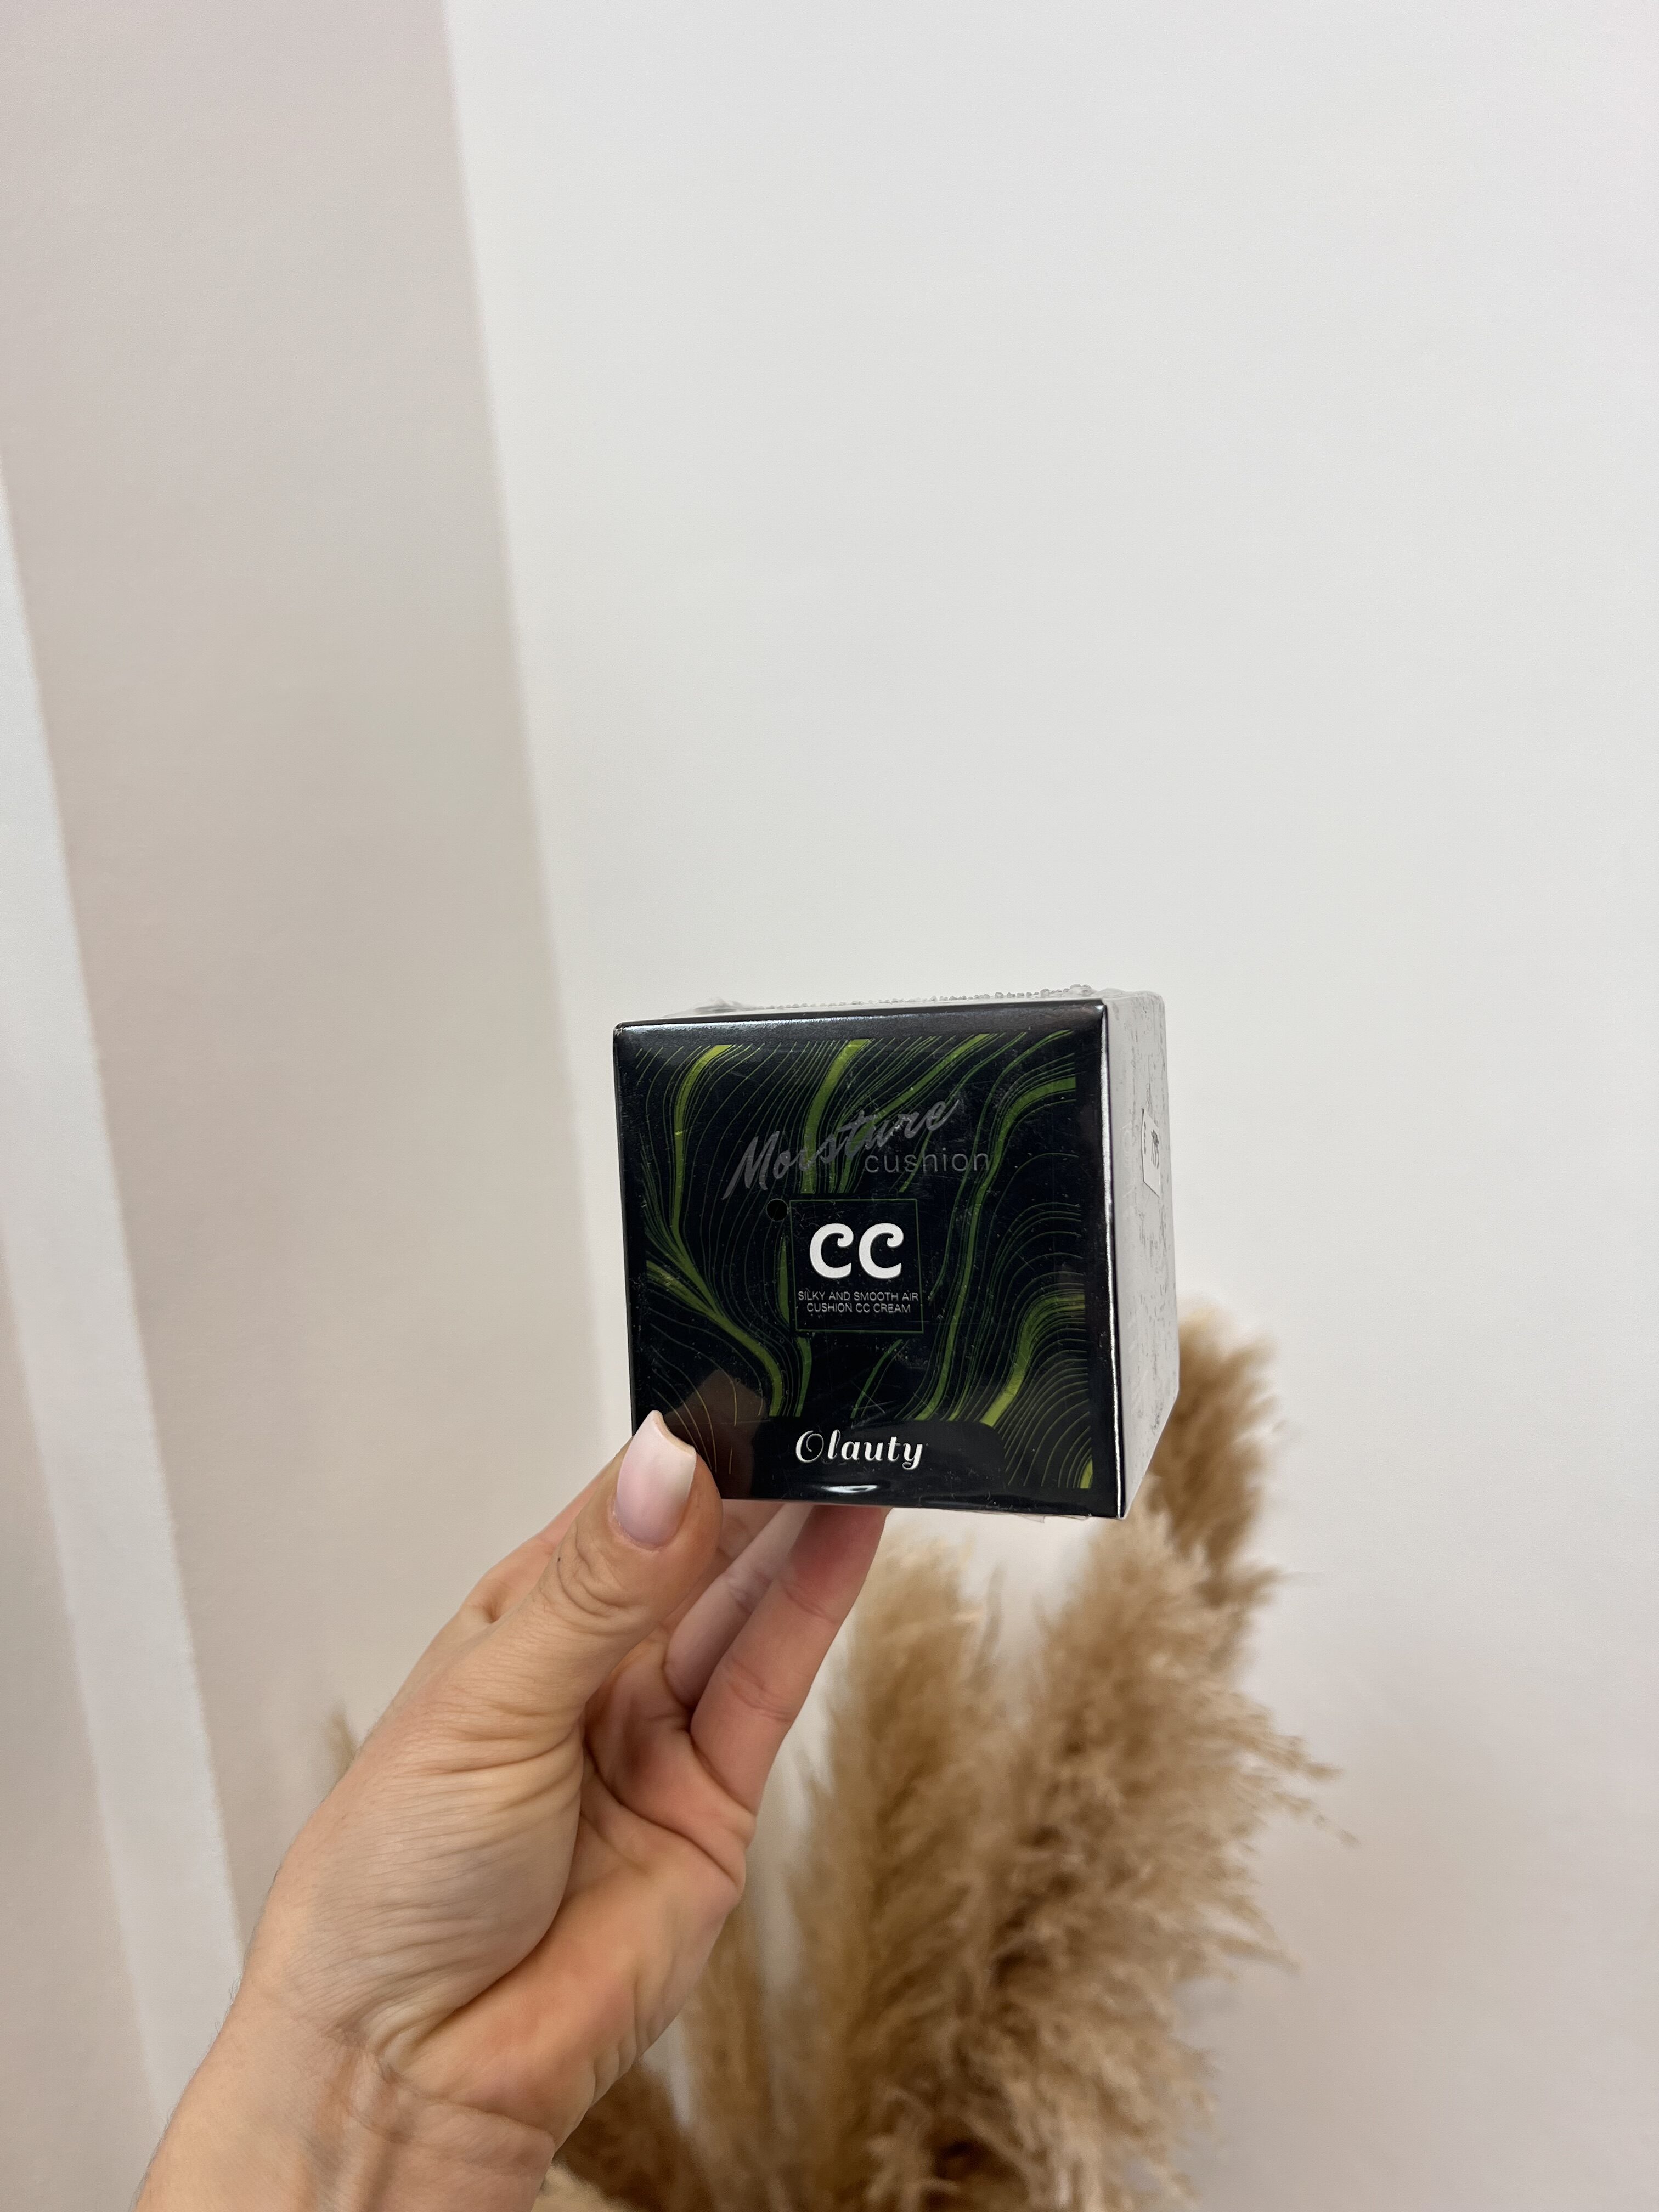 Moisture
cushion
CC
SILKY AND SMOOTH AIR
CUSHION CC CREAM
Olauty